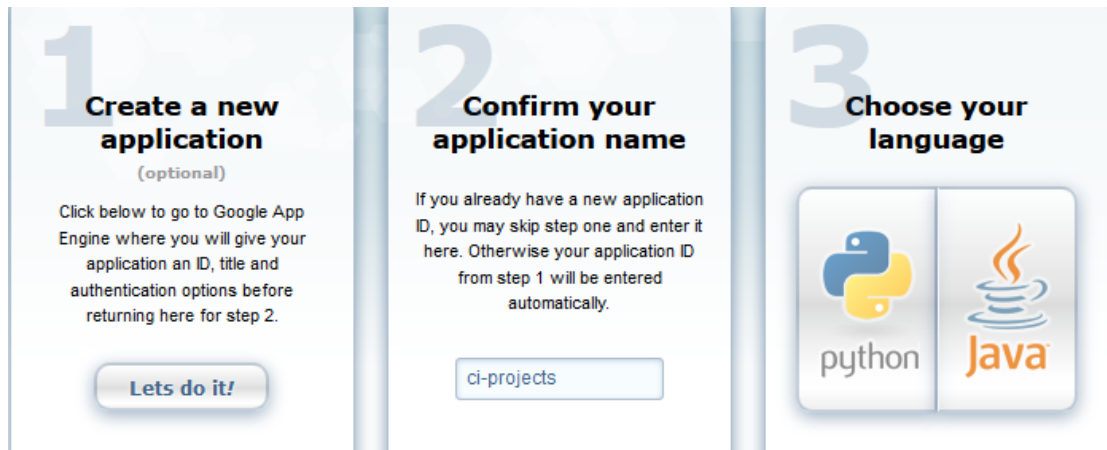 1
Create a new
application
(optional)
Click below to go to Google App
Engine where you will give your
application an ID, title and
authentication options before
returning here for step 2.
Lets do it!
2
Confirm your
application name
If you already have a new application
ID, you may skip step one and enter it
here. Otherwise your application ID
from step 1 will be entered
automatically.
ci-projects
3
Choose your
language
python
Java